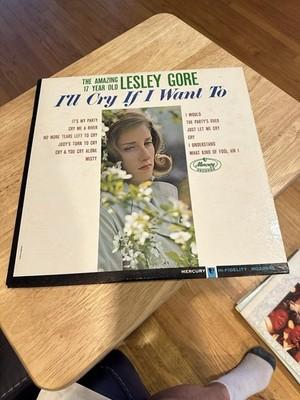 THE AMAZING
17 YEAR OLD
LESLEY GORE
I'll Cry If I Want To
IT'S MY PARTY
CRY ME A RIVER
NO MORE TEARS LEFT TO CRY
JUDY'S TURN TO CRY
CRY & YOU CRY ALONE
MISTY
I WOULD
THE PARTY'S OVER
JUST LET ME CRY
CRY
I UNDERSTAND
WHAT KIND OF FOOL AM I
Mercury
RECORDS
MERCURY HI-FIDELITY